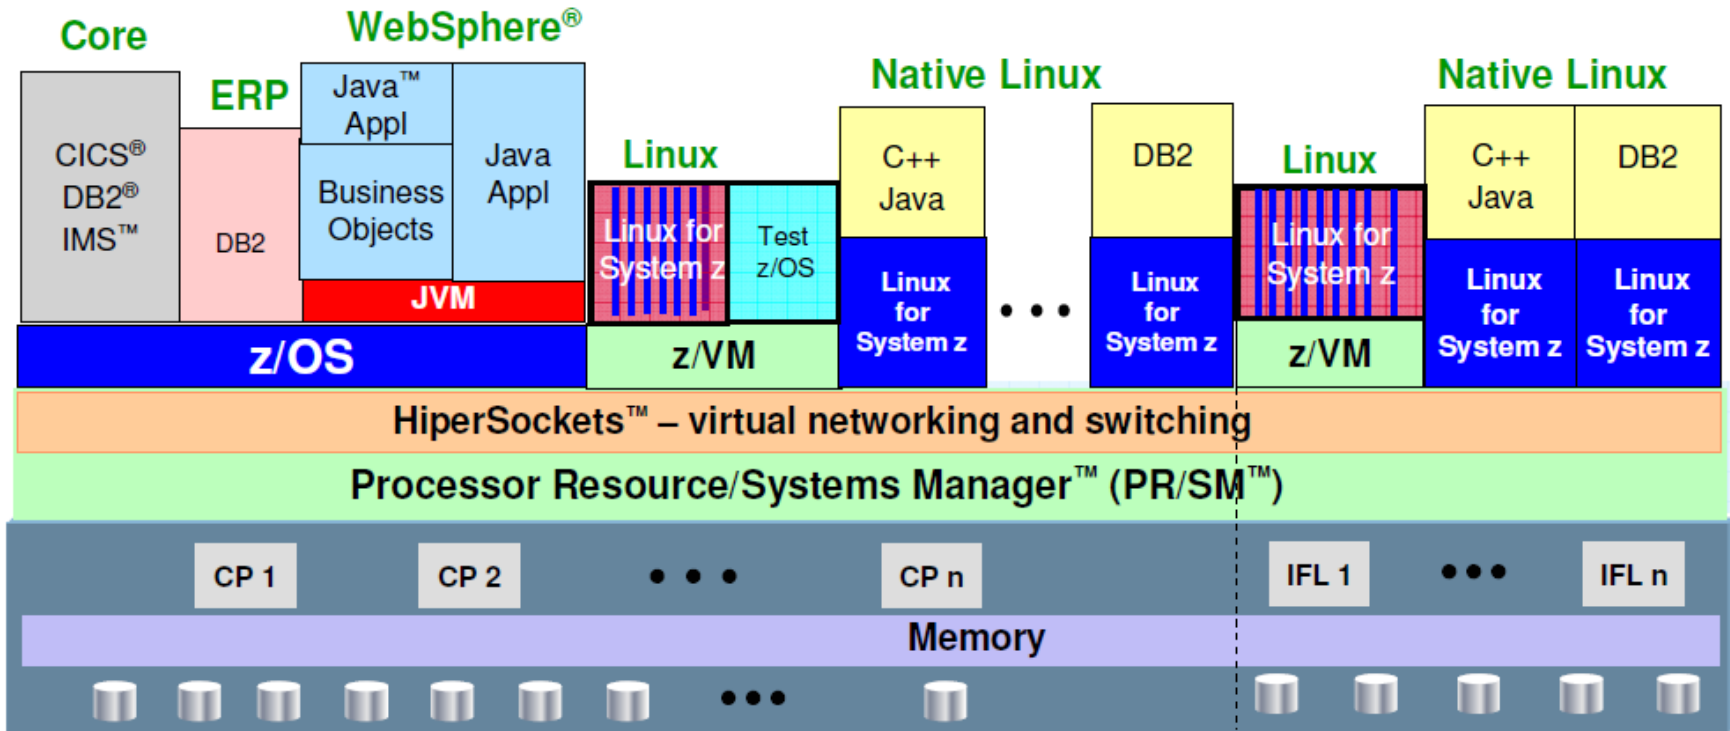 Core
WebSphere®
ERP
Native Linux
Native Linux
Linux
Linux
CICS®
DB2®
IMS™
DB2
Java™
Appl
Business
Objects
Java
Appl
JVM
z/OS
Linux for
System z
Test
z/OS
z/VM
C++
Java
Linux
for
System z
DB2
Linux
for
System z
Linux for
System z
z/VM
C++
Java
Linux
for
System z
DB2
Linux
for
System z
HiperSockets™ – virtual networking and switching
Processor Resource/Systems Manager™ (PR/SM™)
CP 1
CP 2
CP n
IFL 1
IFL n
Memory